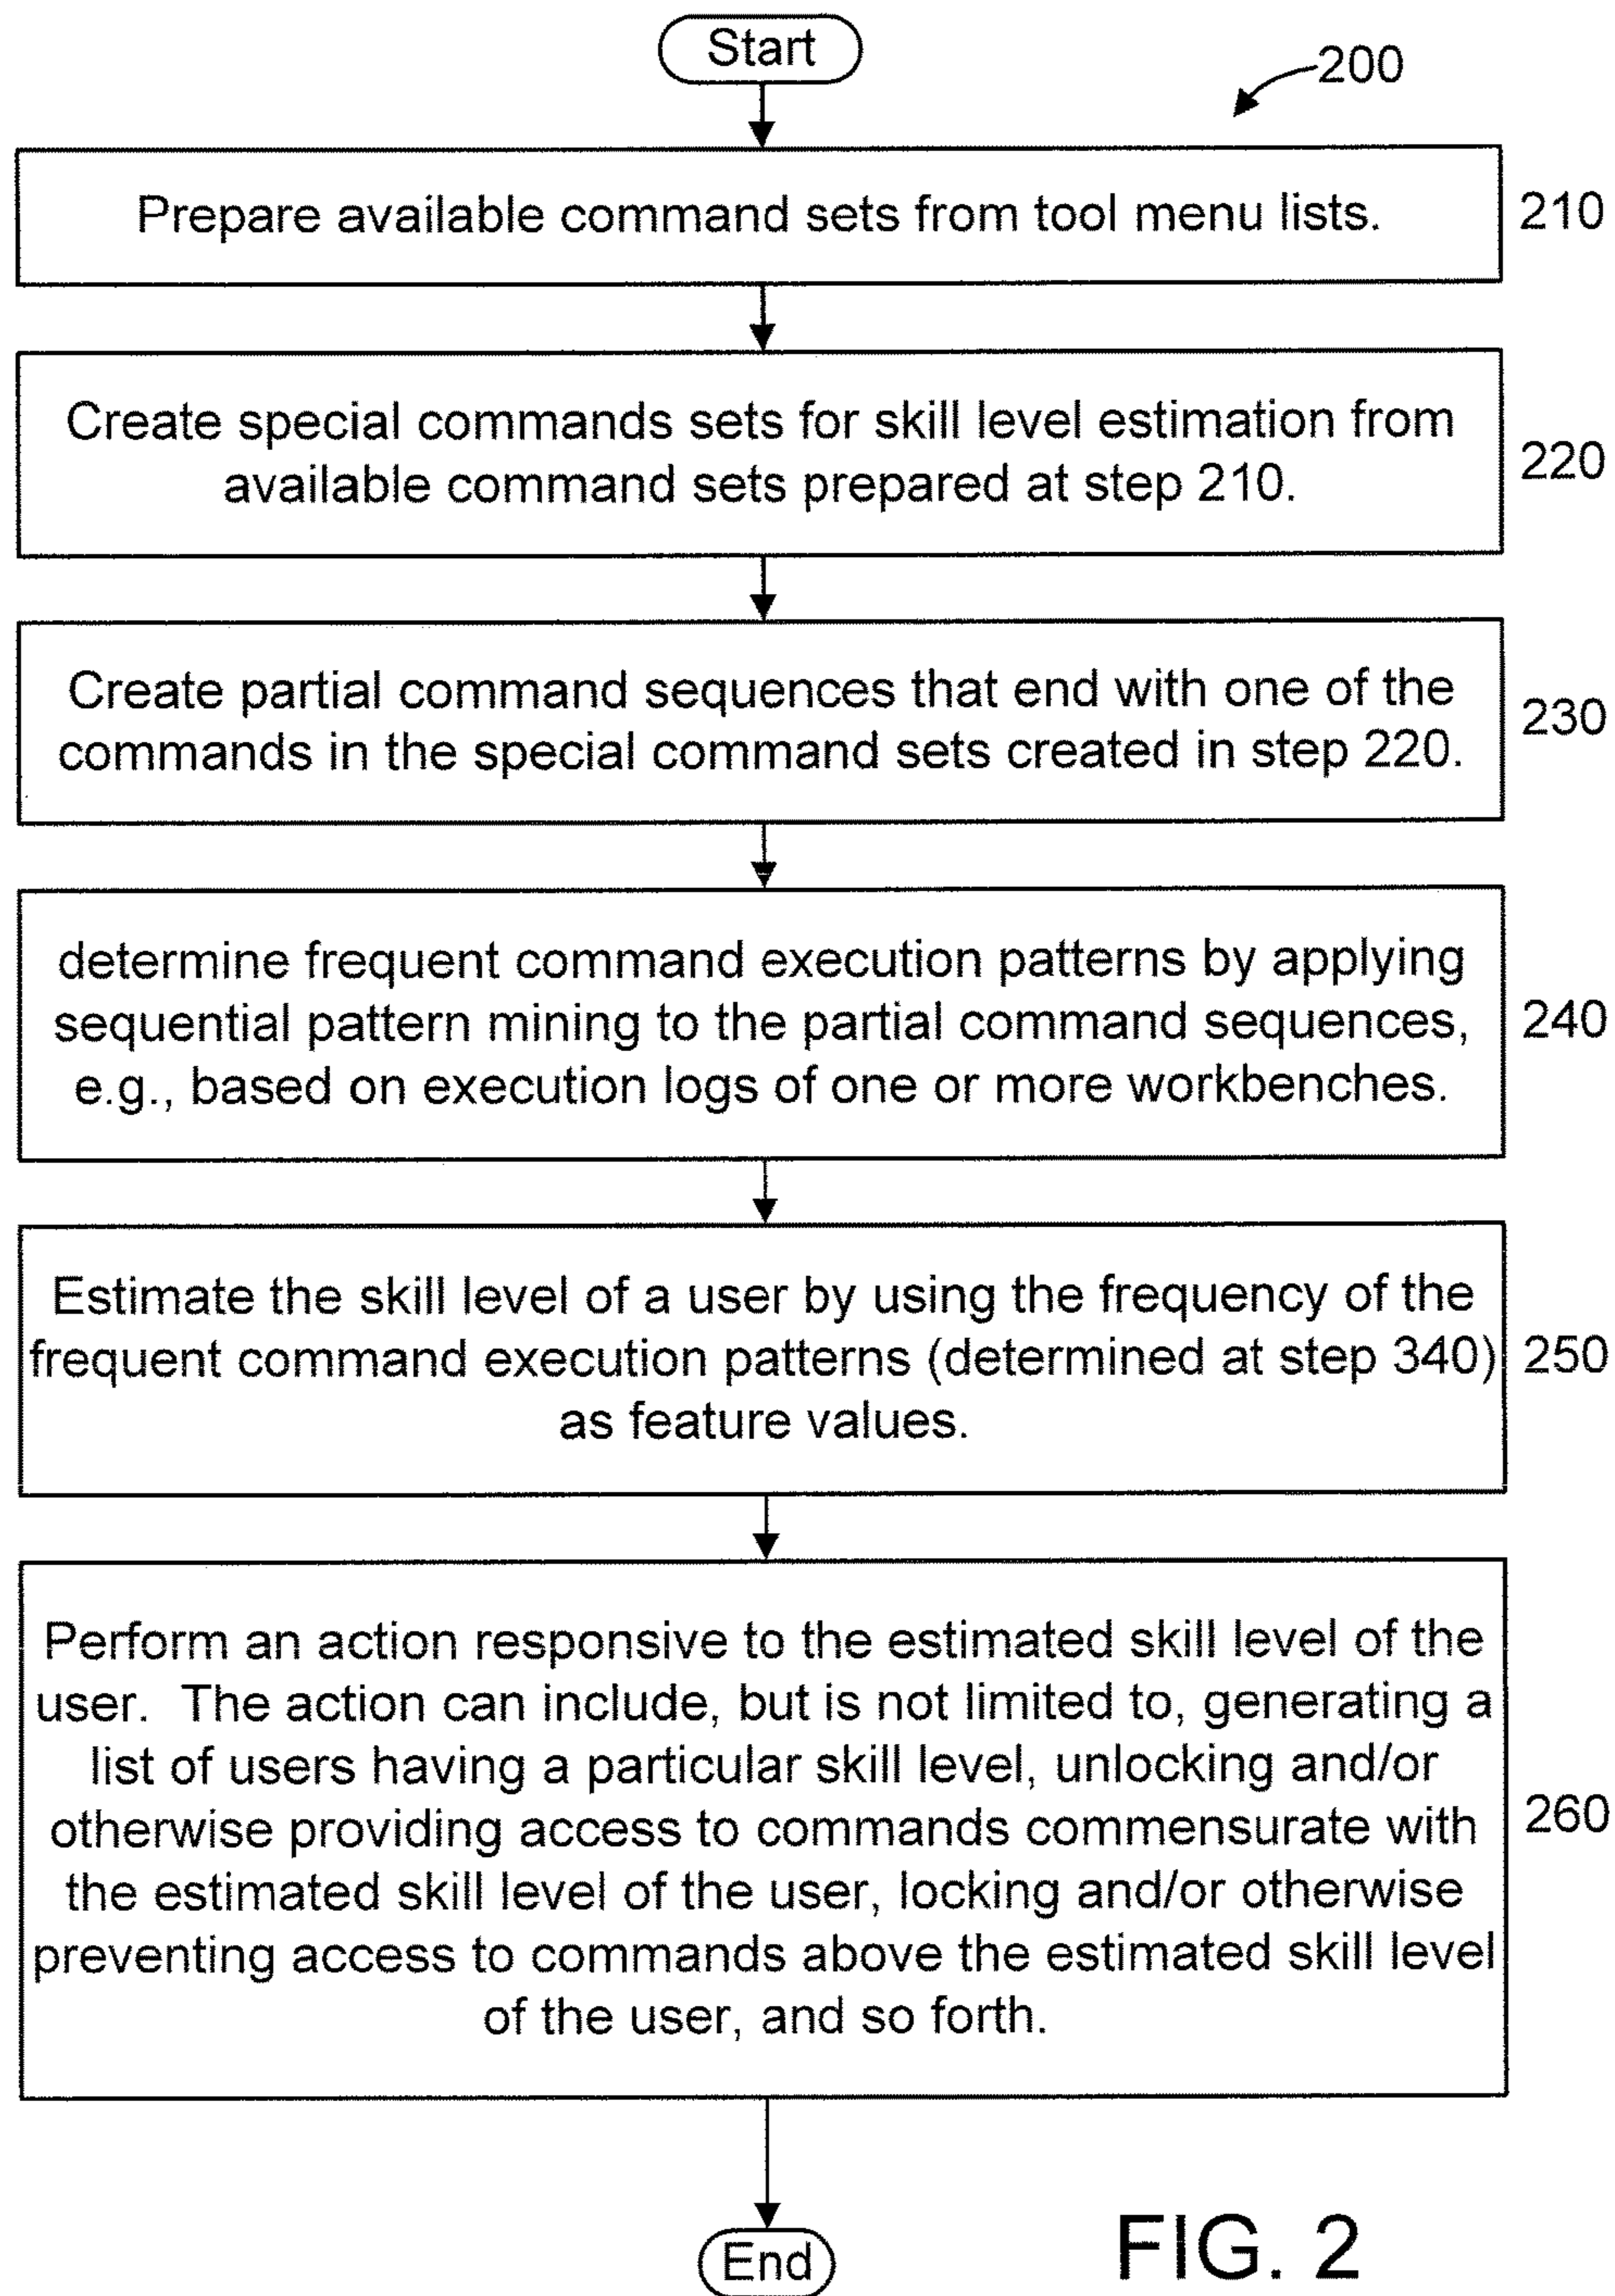 Start
200
Prepare available command sets from tool menu lists.
210
Create special commands sets for skill level estimation from
available command sets prepared at step 210.
220
Create partial command sequences that end with one of the
commands in the special command sets created in step 220.
230
determine frequent command execution patterns by applying
sequential pattern mining to the partial command sequences,
e.g., based on execution logs of one or more workbenches.
240
Estimate the skill level of a user by using the frequency of the
frequent command execution patterns (determined at step 340)
as feature values.
250
Perform an action responsive to the estimated skill level of the
user. The action can include, but is not limited to, generating a
list of users having a particular skill level, unlocking and/or
otherwise providing access to commands commensurate with
the estimated skill level of the user, locking and/or otherwise
preventing access to commands above the estimated skill level
of the user, and so forth.
260
End
FIG. 2